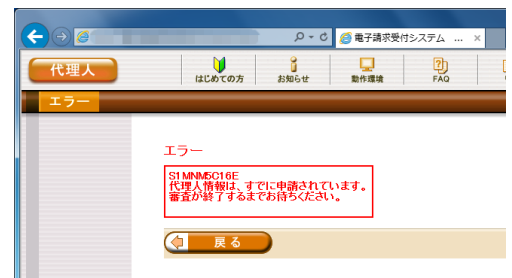 電子請求受付システム ...
代理人
はじめての方
お知らせ
動作環境
FAQ
エラー
エラー
S1MNM5C16E
代理人情報は、すでに申請されています。
審査が終了するまでお待ちください。
戻る